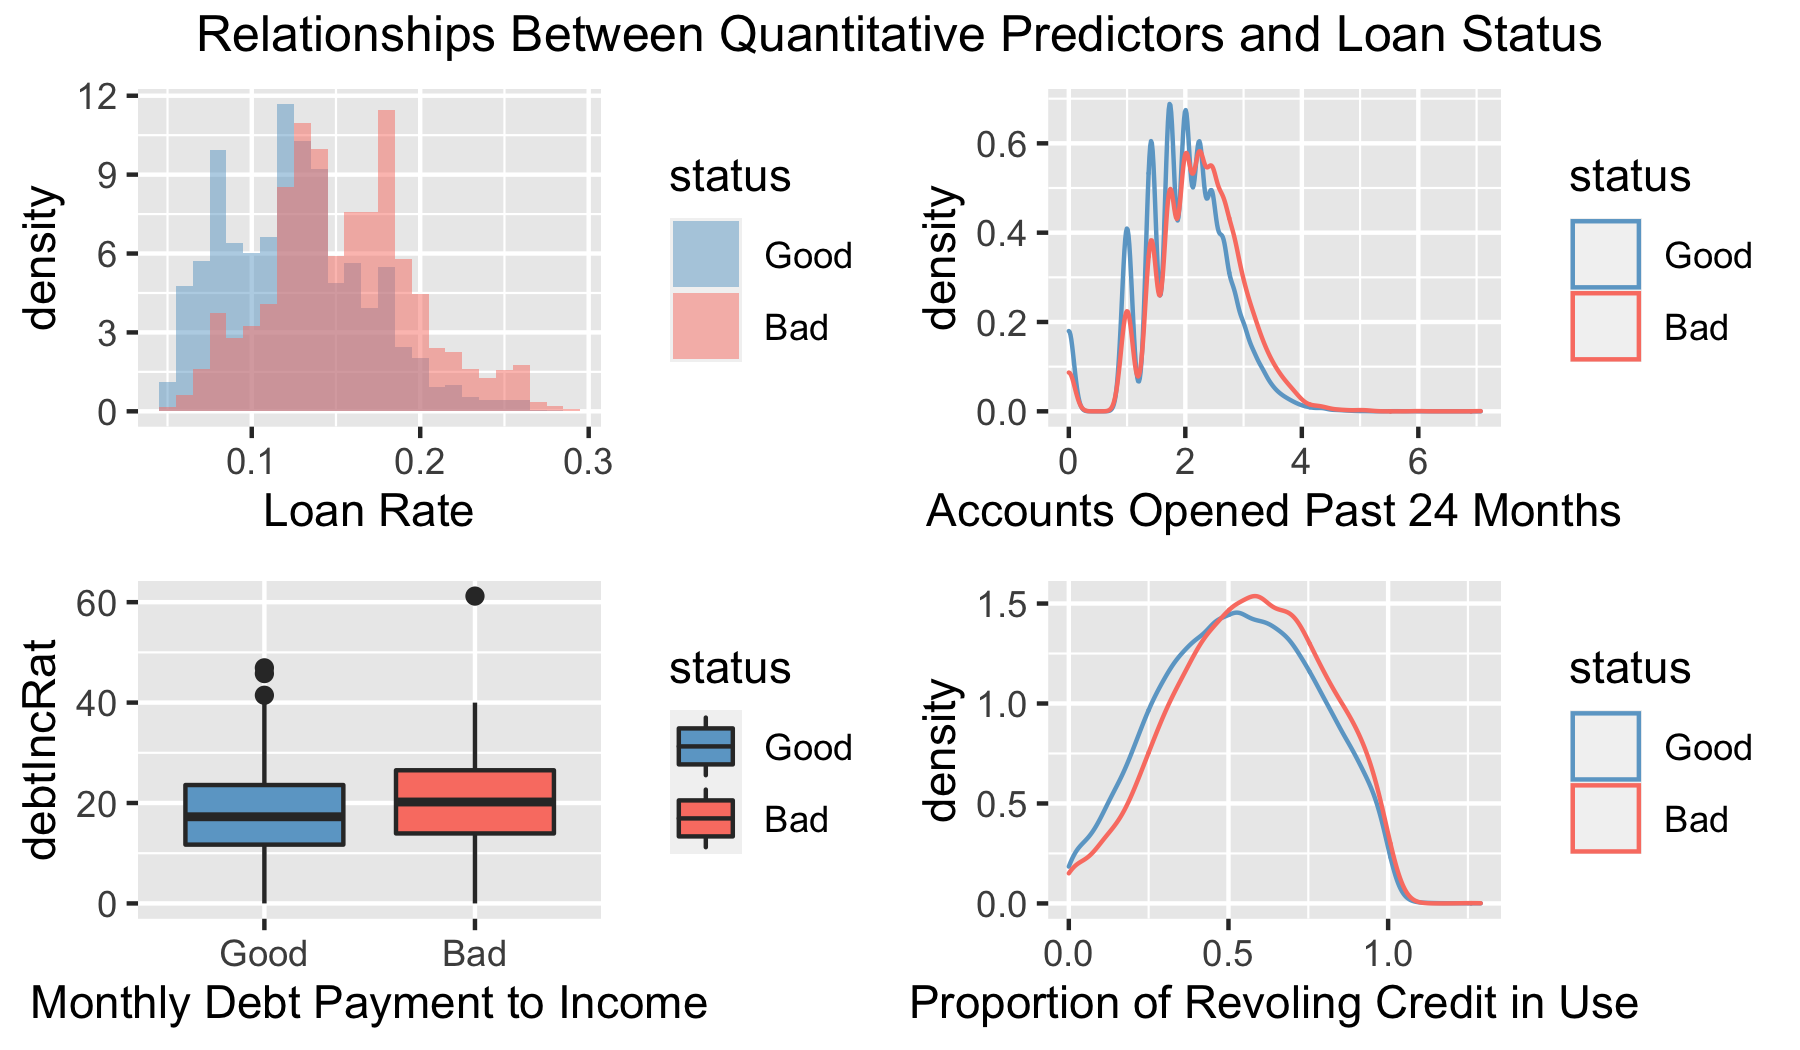 Relationships Between Quantitative Predictors and Loan Status
12
9
6
3
0
density
0.1 0.2 0.3
Loan Rate
status
Good
Bad
0.6
0.4
0.2
0.0
density
0 2 4 6
Accounts Opened Past 24 Months
status
Good
Bad
60
40
20
0
debtIncRat
Good Bad
Monthly Debt Payment to Income
status
Good
Bad
1.5
1.0
0.5
0.0
density
0.0 0.5 1.0
Proportion of Revoling Credit in Use
status
Good
Bad